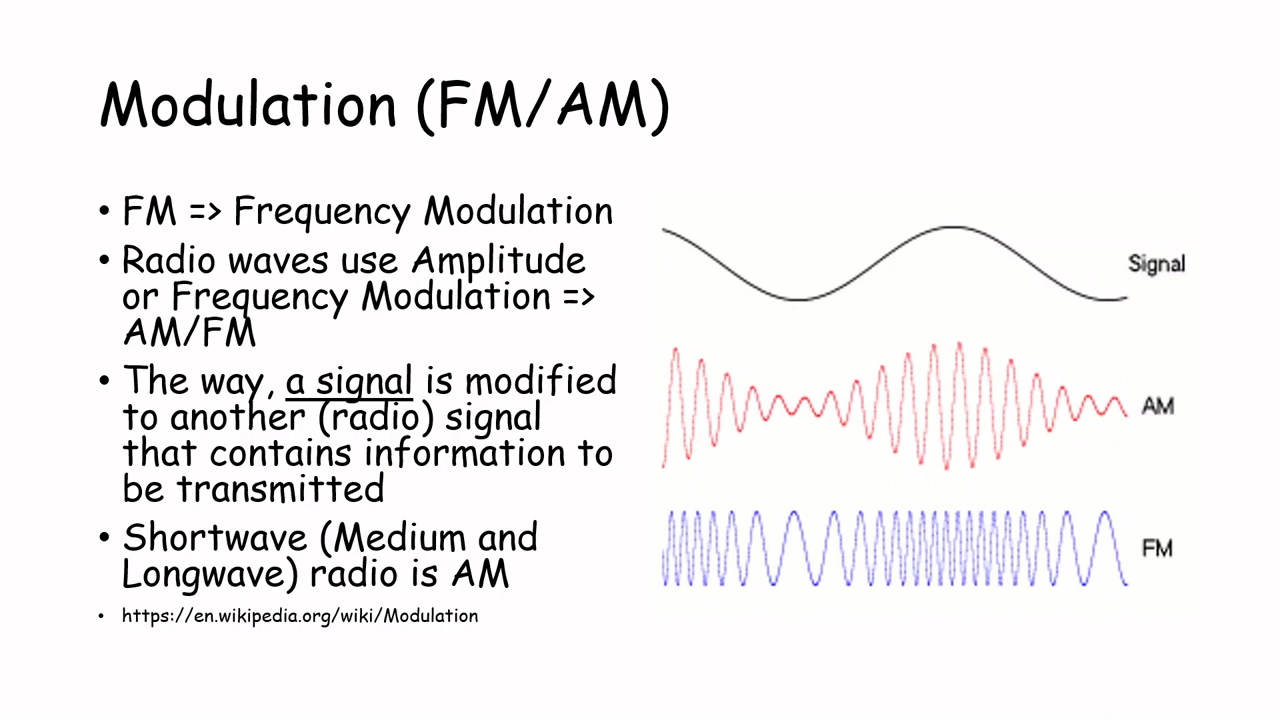 Modulation (FM/AM)
• FM => Frequency Modulation
• Radio waves use Amplitude
or Frequency Modulation =>
AM/FM
• The way, a signal is modified
to another (radio) signal
that contains information to
be transmitted
• Shortwave (Medium and
Longwave) radio is AM
• https://en.wikipedia.org/wiki/Modulation
Signal
AM
FM